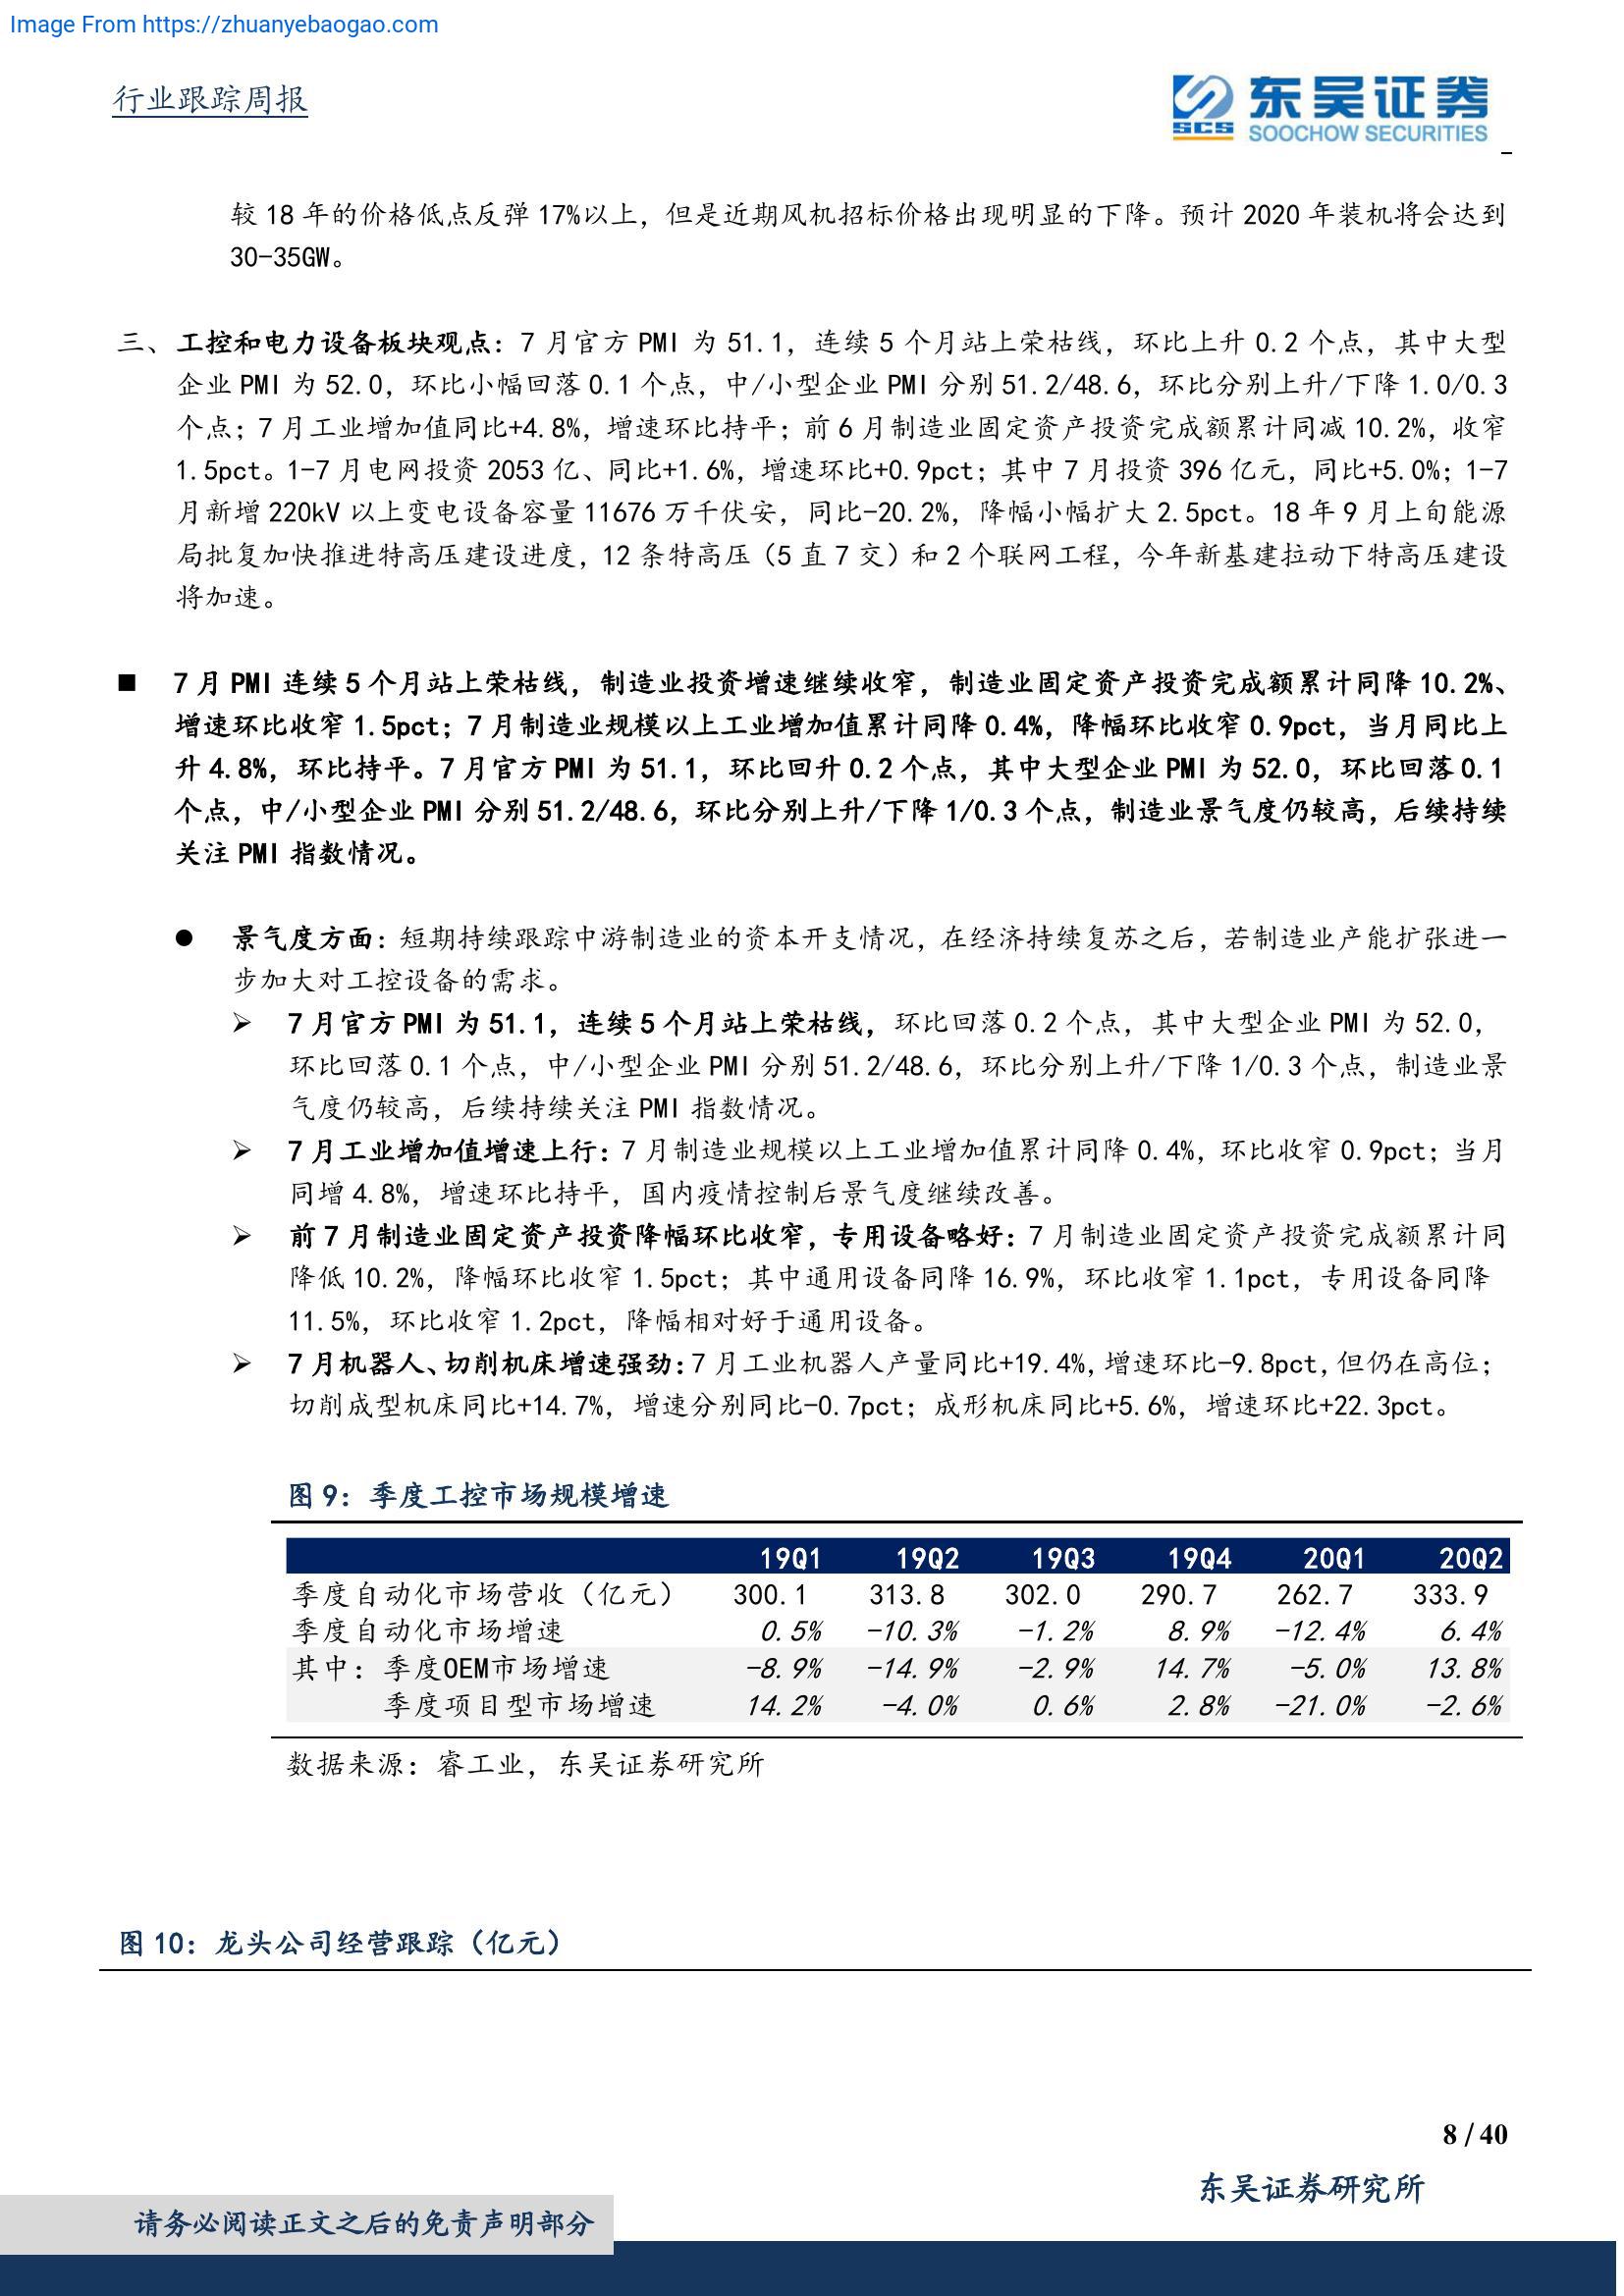 Image From https://zhuanyebaogao.com
行业跟踪周报
SCS 东吴证券
SOOCHOW SECURITIES
较 18 年的价格低点反弹 17%以上，但是近期风机招标价格出现明显的下降。预计 2020 年装机将会达到
30-35GW。
三、工控和电力设备板块观点：7 月官方 PMI 为 51.1，连续 5 个月站上荣枯线，环比上升 0.2 个点，其中大型
企业 PMI 为 52.0，环比小幅回落 0.1 个点，中/小型企业 PMI 分别 51.2/48.6，环比分别上升/下降 1.0/0.3
个点；7 月工业增加值同比+4.8%，增速环比持平；前 6 月制造业固定资产投资完成额累计同减 10.2%，收窄
1.5pct。1-7 月电网投资 2053 亿、同比+1.6%，增速环比+0.9pct；其中 7 月投资 396 亿元，同比+5.0%；1-7
月新增 220kV 以上变电设备容量 11676 万千伏安，同比-20.2%，降幅小幅扩大 2.5pct。18 年 9 月上旬能源
局批复加快推进特高压建设进度，12 条特高压（5 直 7 交）和 2 个联网工程，今年新基建拉动下特高压建设
将加速。
■ 7 月 PMI 连续 5 个月站上荣枯线，制造业投资增速继续收窄，制造业固定资产投资完成额累计同降 10.2%、
增速环比收窄 1.5pct；7 月制造业规模以上工业增加值累计同降 0.4%，降幅环比收窄 0.9pct，当月同比上
升 4.8%，环比持平。7 月官方 PMI 为 51.1，环比回升 0.2 个点，其中大型企业 PMI 为 52.0，环比回落 0.1
个点，中/小型企业 PMI 分别 51.2/48.6，环比分别上升/下降 1/0.3 个点，制造业景气度仍较高，后续持续
关注 PMI 指数情况。
● 景气度方面：短期持续跟踪中游制造业的资本开支情况，在经济持续复苏之后，若制造业产能扩张进一
步加大对工控设备的需求。
➢ 7 月官方 PMI 为 51.1，连续 5 个月站上荣枯线，环比回落 0.2 个点，其中大型企业 PMI 为 52.0，
环比回落 0.1 个点，中/小型企业 PMI 分别 51.2/48.6，环比分别上升/下降 1/0.3 个点，制造业景
气度仍较高，后续持续关注 PMI 指数情况。
➢ 7 月工业增加值增速上行：7 月制造业规模以上工业增加值累计同降 0.4%，环比收窄 0.9pct；当月
同增 4.8%，增速环比持平，国内疫情控制后景气度继续改善。
➢ 前 7 月制造业固定资产投资降幅环比收窄，专用设备略好：7 月制造业固定资产投资完成额累计同
降低 10.2%，降幅环比收窄 1.5pct；其中通用设备同降 16.9%，环比收窄 1.1pct，专用设备同降
11.5%，环比收窄 1.2pct，降幅相对好于通用设备。
➢ 7 月机器人、切削机床增速强劲：7 月工业机器人产量同比+19.4%，增速环比-9.8pct，但仍在高位；
切削成型机床同比+14.7%，增速分别同比-0.7pct；成形机床同比+5.6%，增速环比+22.3pct。
图 9：季度工控市场规模增速
19Q1 19Q2 19Q3 19Q4 20Q1 20Q2
季度自动化市场营收（亿元） 300.1 313.8 302.0 290.7 262.7 333.9
季度自动化市场增速 0.5% -10.3% -1.2% 8.9% -12.4% 6.4%
其中：季度OEM市场增速 -8.9% -14.9% -2.9% 14.7% -5.0% 13.8%
季度项目型市场增速 14.2% -4.0% 0.6% 2.8% -21.0% -2.6%
数据来源：睿工业，东吴证券研究所
图 10：龙头公司经营跟踪（亿元）
8 / 40
东吴证券研究所
请务必阅读正文之后的免责声明部分